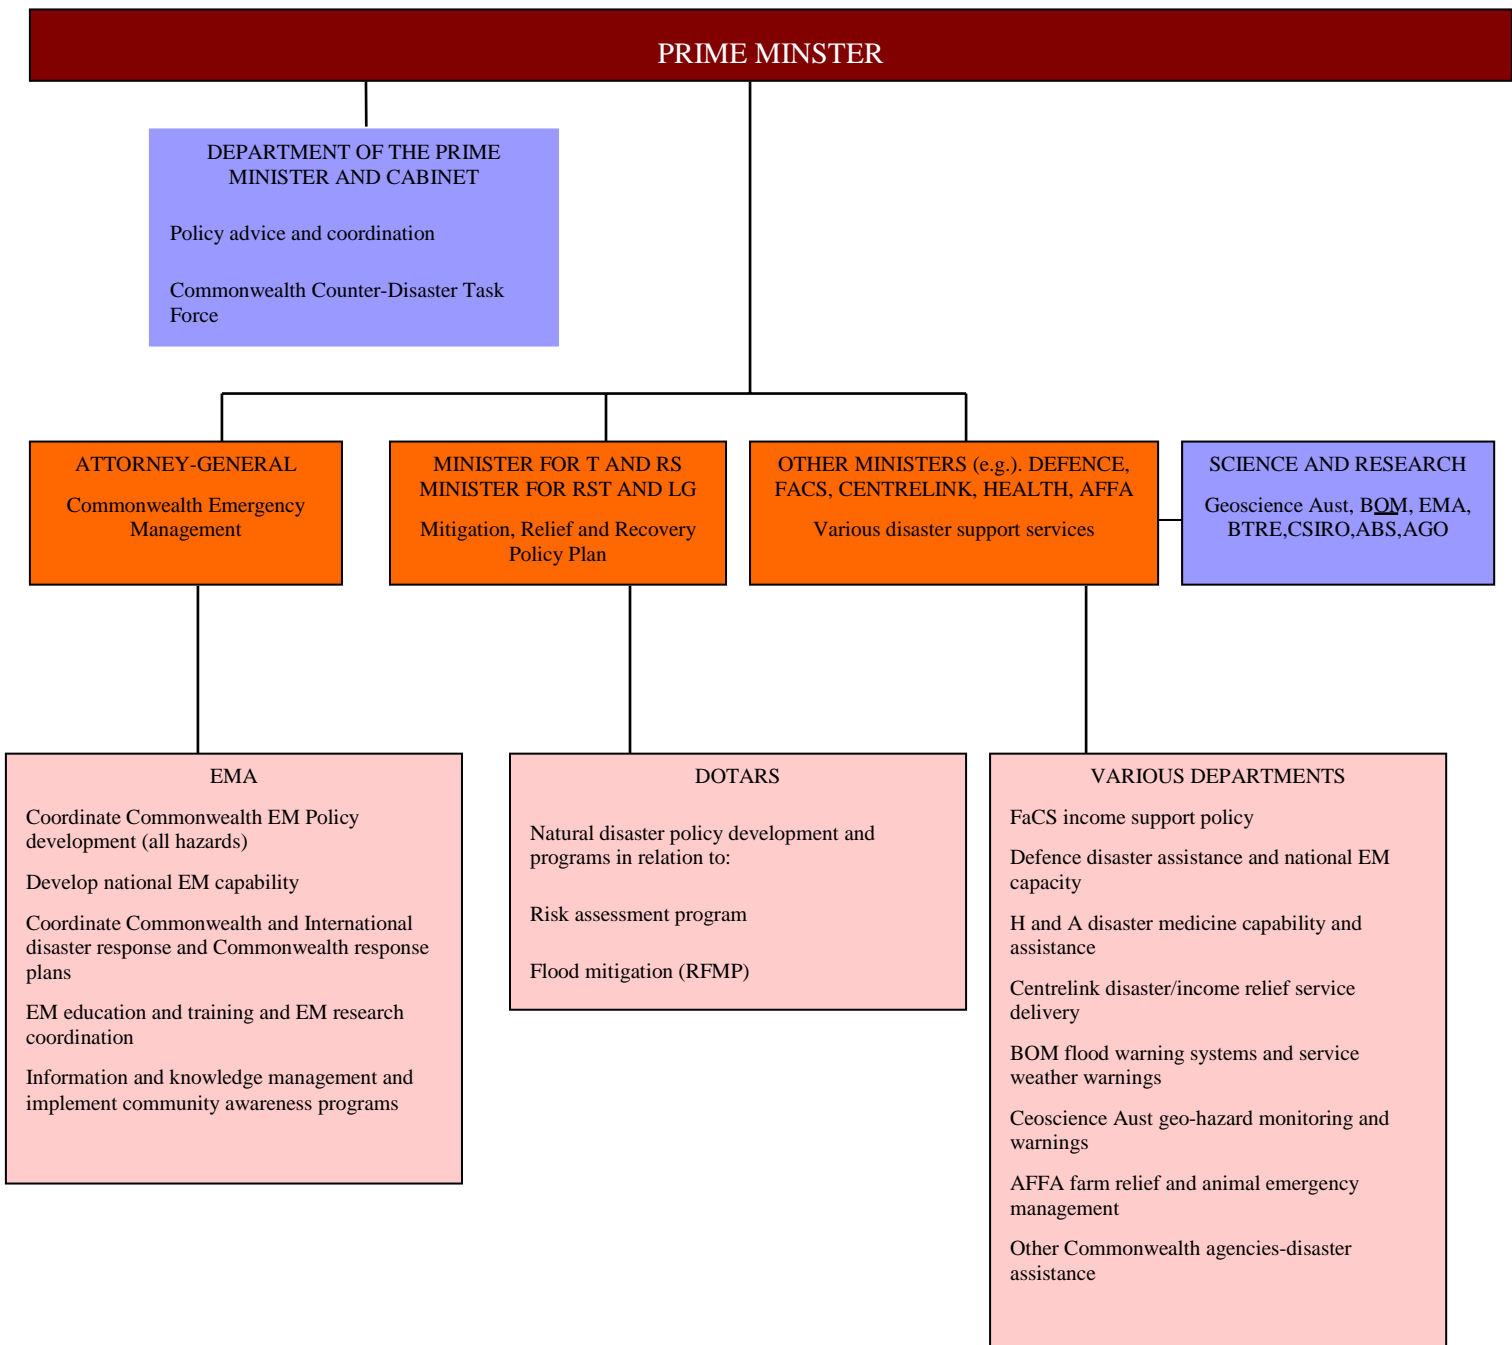 PRIME MINSTER
DEPARTMENT OF THE PRIME
MINISTER AND CABINET
Policy advice and coordination
Commonwealth Counter-Disaster Task
Force
ATTORNEY-GENERAL
Commonwealth Emergency
Management
MINISTER FOR T AND RS
MINISTER FOR RST AND LG
Mitigation, Relief and Recovery
Policy Plan
OTHER MINISTERS (e.g.). DEFENCE,
FACS, CENTRELINK, HEALTH, AFFA
Various disaster support services
SCIENCE AND RESEARCH
Geoscience Aust, BOM, EMA,
BTRE,CSIRO,ABS,AGO
EMA
Coordinate Commonwealth EM Policy
development (all hazards)
Develop national EM capability
Coordinate Commonwealth and International
disaster response and Commonwealth response
plans
EM education and training and EM research
coordination
Information and knowledge management and
implement community awareness programs
DOTARS
Natural disaster policy development and
programs in relation to:
Risk assessment program
Flood mitigation (RFMP)
VARIOUS DEPARTMENTS
FaCS income support policy
Defence disaster assistance and national EM
capacity
H and A disaster medicine capability and
assistance
Centrelink disaster/income relief service
delivery
BOM flood warning systems and service
weather warnings
Ceoscience Aust geo-hazard monitoring and
warnings
AFFA farm relief and animal emergency
management
Other Commonwealth agencies-disaster
assistance